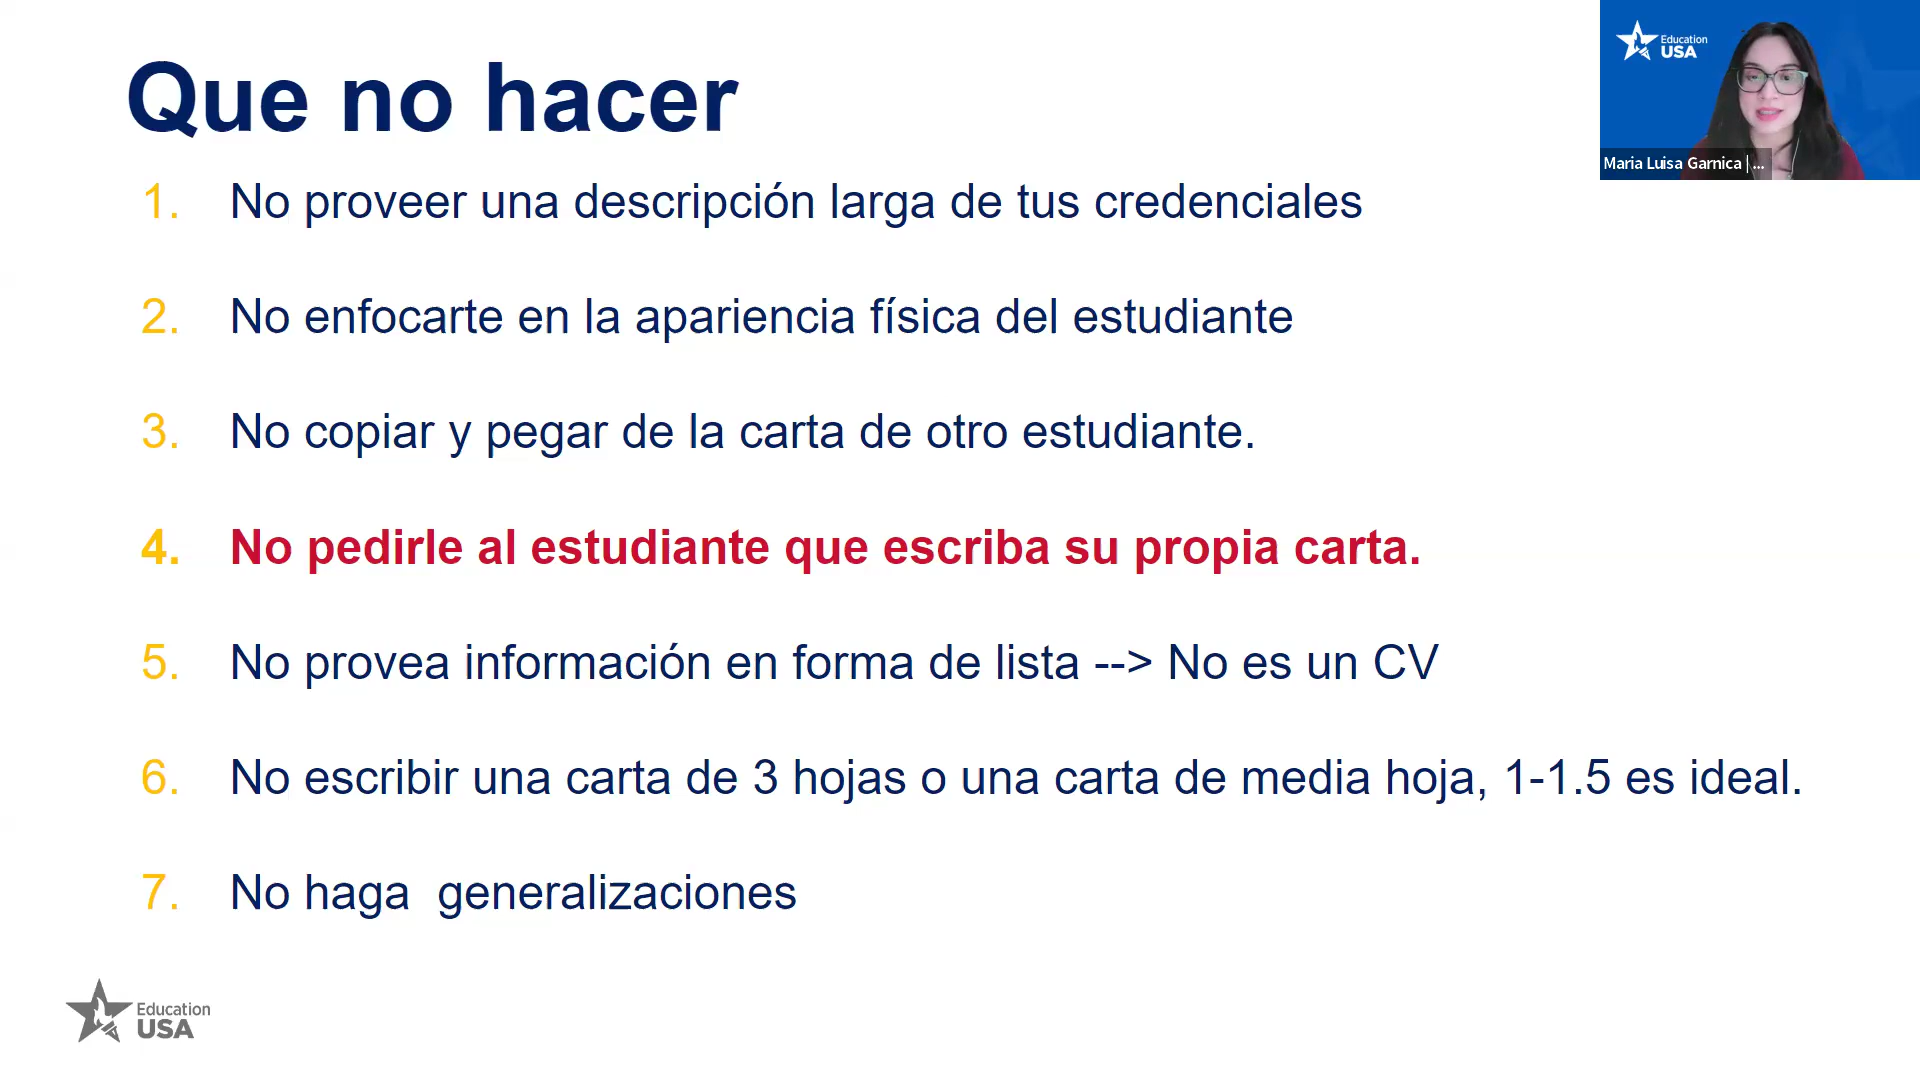 Que no hacer
Education
USA
Maria Luisa Garnica | ...
1. No proveer una descripción larga de tus credenciales
2. No enfocarte en la apariencia física del estudiante
3. No copiar y pegar de la carta de otro estudiante.
4. No pedirle al estudiante que escriba su propia carta.
5. No provea información en forma de lista --> No es un CV
6. No escribir una carta de 3 hojas o una carta de media hoja, 1-1.5 es ideal.
7. No haga  generalizaciones
Education
USA